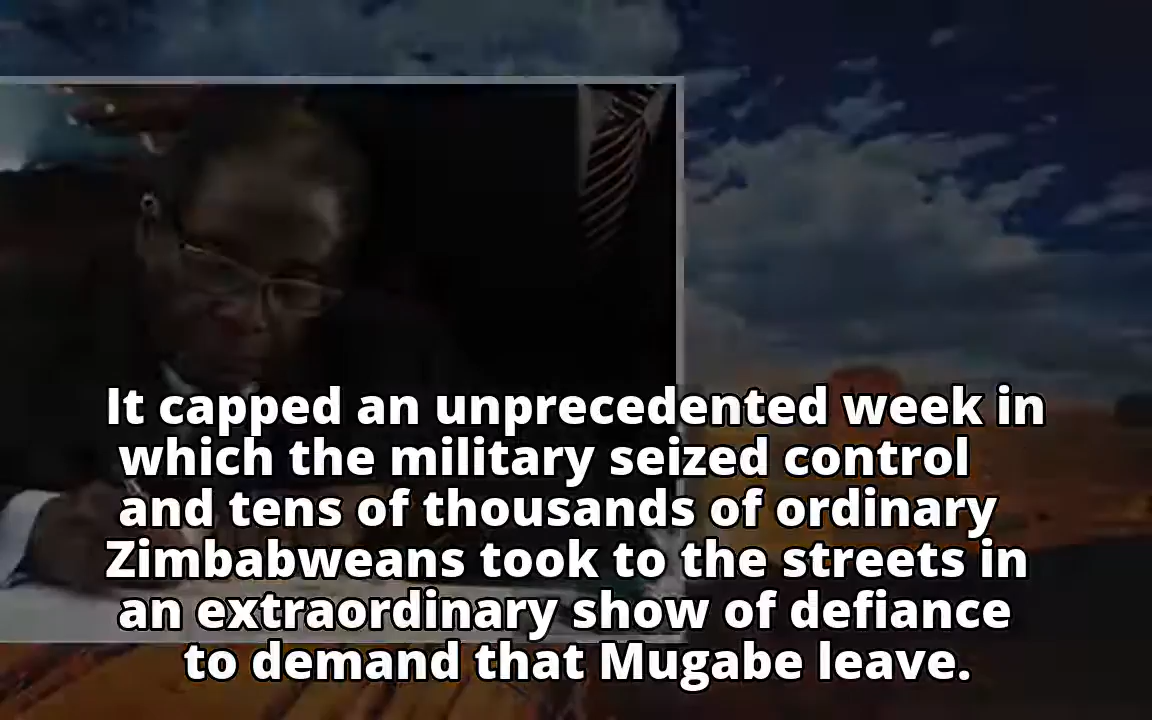 It capped an unprecedented week in
which the military seized control
and tens of thousands of ordinary
Zimbabweans took to the streets in
an extraordinary show of defiance
to demand that Mugabe leave.